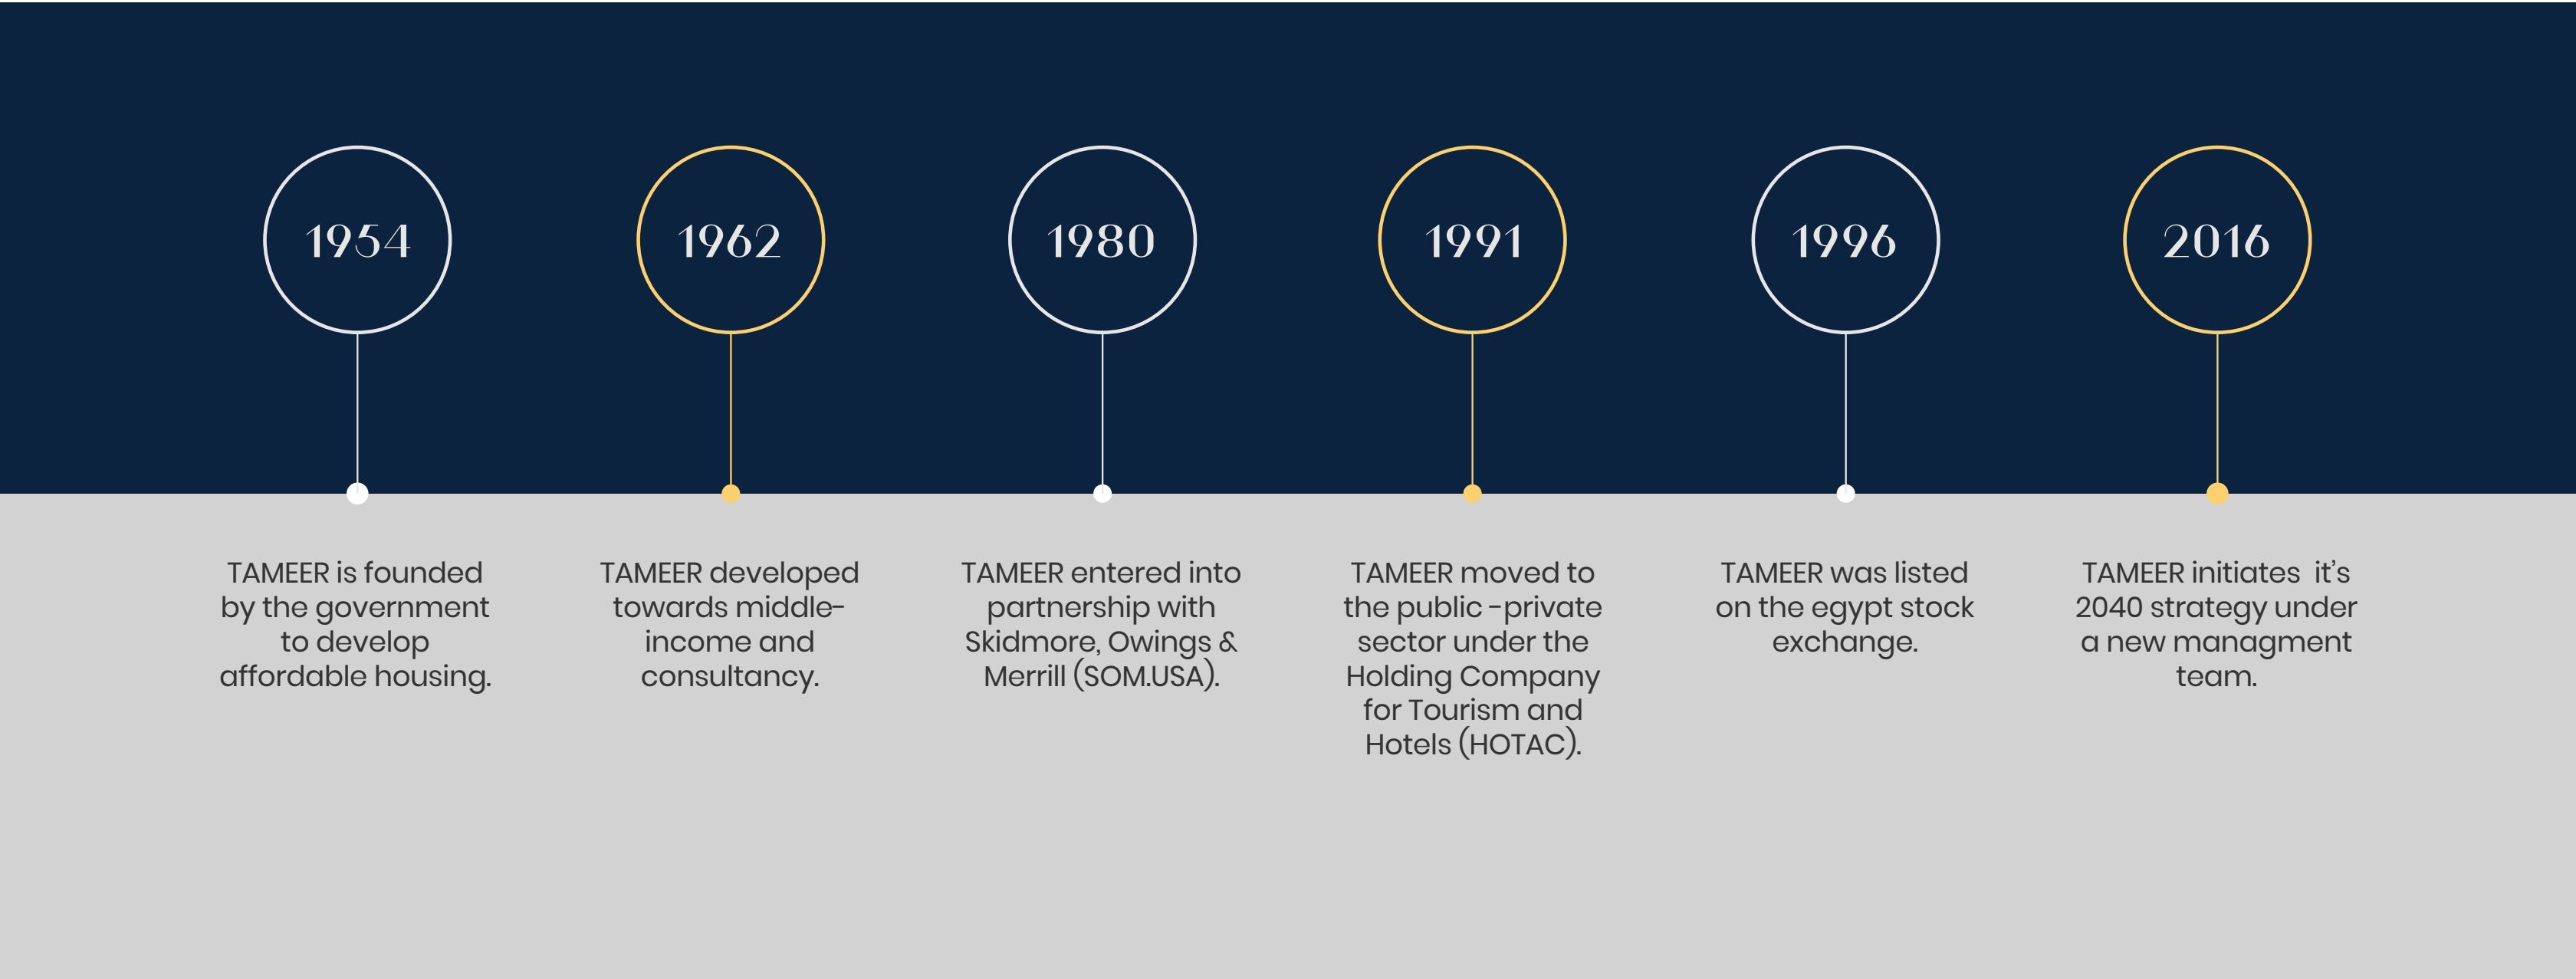 1954
TAMEER is founded
by the government
to develop
affordable housing.
1962
TAMEER developed
towards middle-
income and
consultancy.
1980
TAMEER entered into
partnership with
Skidmore, Owings &
Merrill (SOM.USA).
1991
TAMEER moved to
the public -private
sector under the
Holding Company
for Tourism and
Hotels (HOTAC).
1996
TAMEER was listed
on the egypt stock
exchange.
2016
TAMEER initiates  it’s
2040 strategy under
a new managment
team.